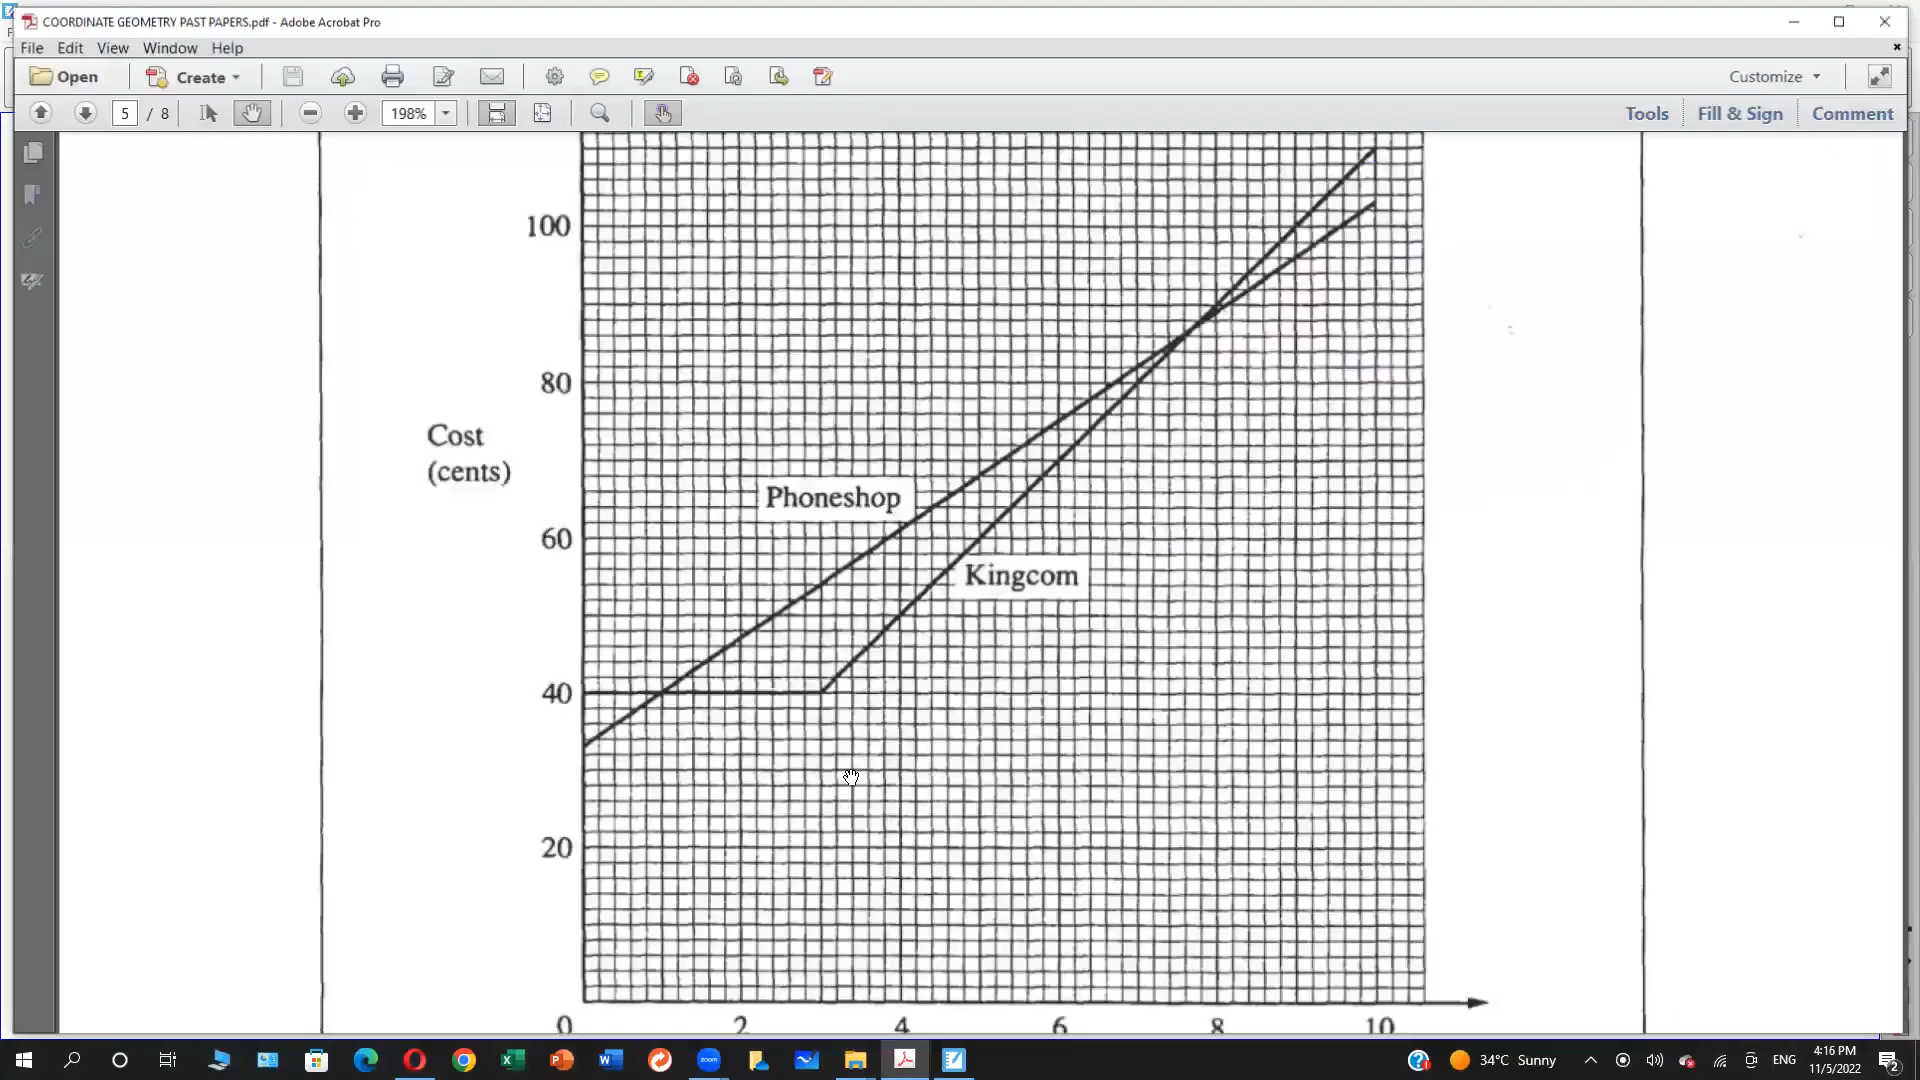 COORDINATE GEOMETRY PAST PAPERS.pdf - Adobe Acrobat Pro
File Edit View Window Help
Open Create Customize
5 / 8 198% Tools Fill & Sign Comment
100
80
Cost
(cents)
Phoneshop
60
Kingcom
40
20
0 2 4 6 8 10
34°C Sunny ENG 4:16 PM
11/5/2022
2